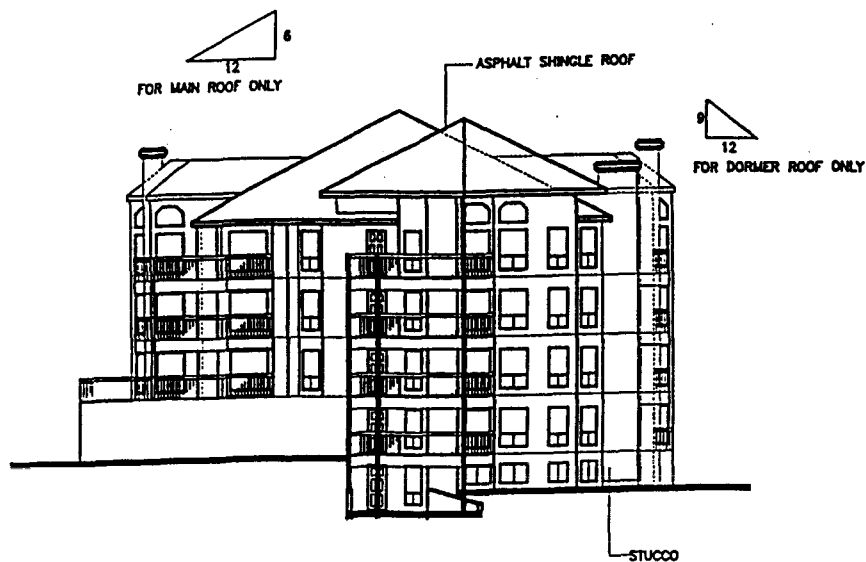 6
12
FOR MAIN ROOF ONLY
ASPHALT SHINGLE ROOF
9
12
FOR DORMER ROOF ONLY
STUCCO